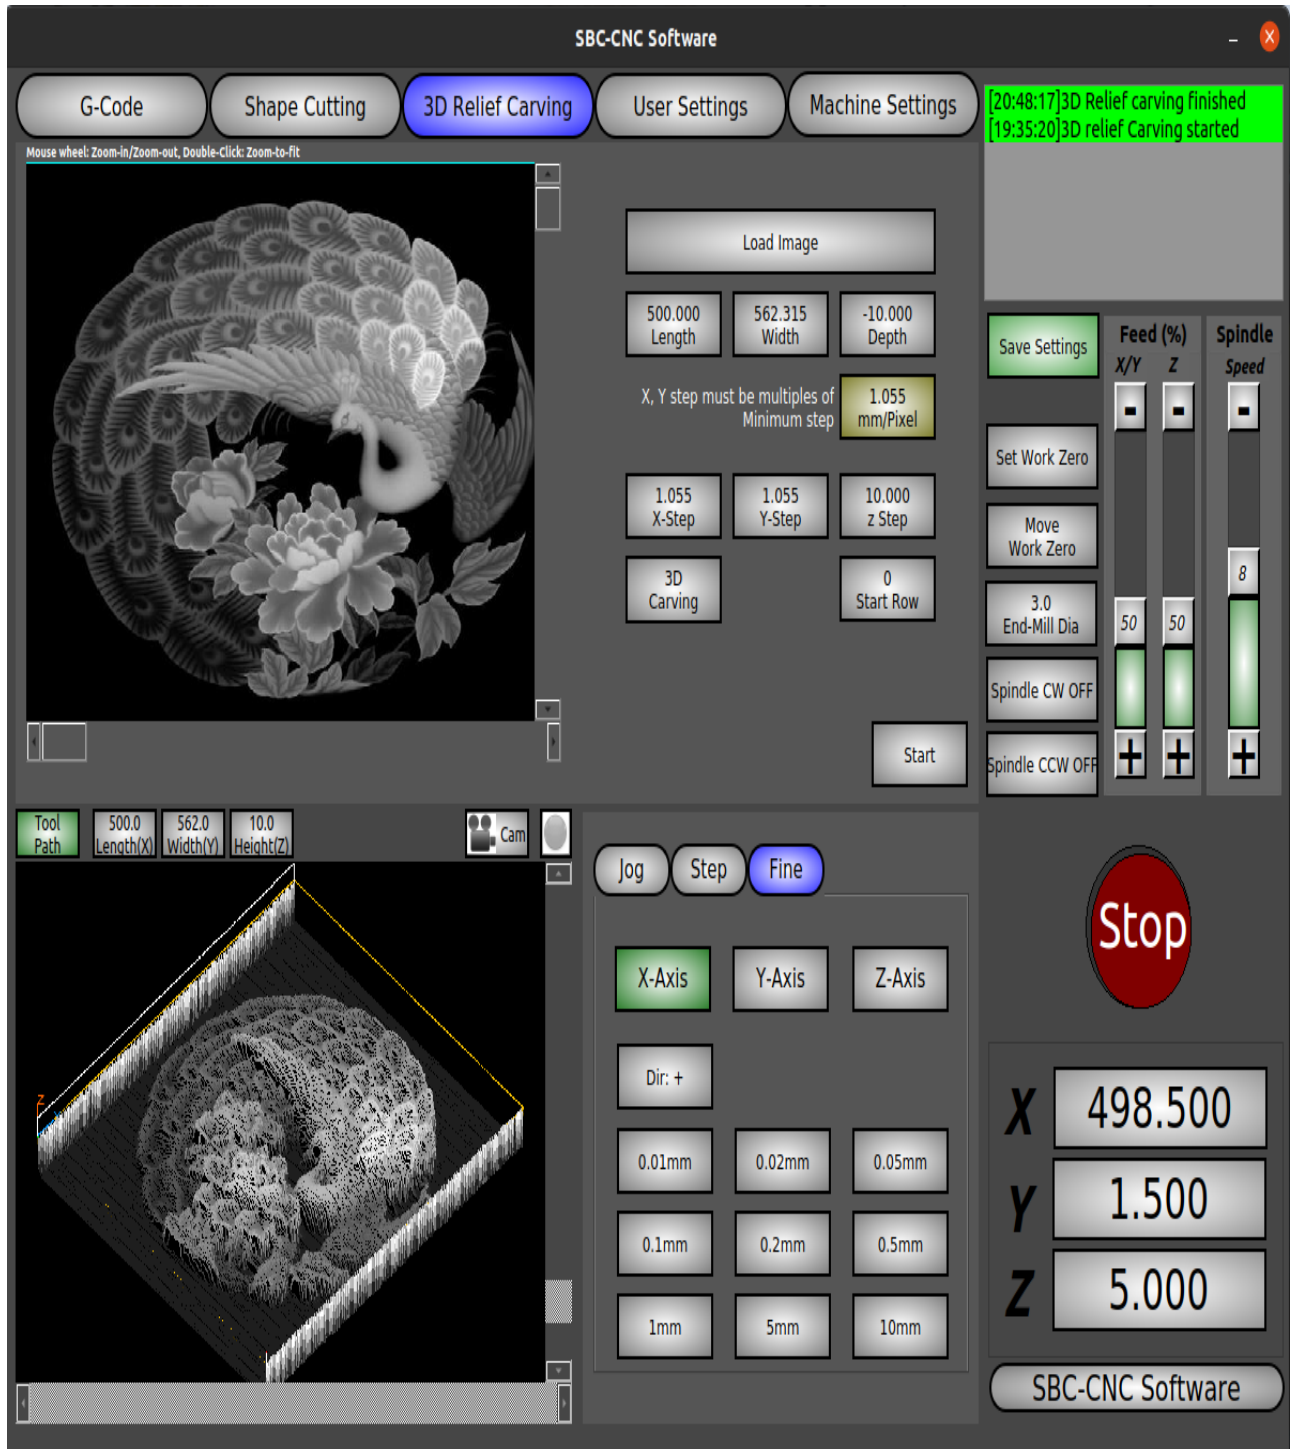 SBC-CNC Software
G-Code
Shape Cutting
3D Relief Carving
User Settings
Machine Settings
[20:48:17]3D Relief carving finished
[19:35:20]3D relief Carving started
Mouse wheel: Zoom-in/Zoom-out, Double-Click: Zoom-to-fit
Load Image
500.000
Length
562.315
Width
-10.000
Depth
X, Y step must be multiples of
Minimum step
1.055
mm/Pixel
1.055
X-Step
1.055
Y-Step
10.000
z Step
3D
Carving
0
Start Row
Start
Save Settings
Set Work Zero
Move
Work Zero
3.0
End-Mill Dia
Spindle CW OFF
Spindle CCW OFF
Feed (%)
X/Y
Z
-
-
50
50
+
+
Spindle
Speed
-
8
+
Tool
Path
500.0
Length(X)
562.0
Width(Y)
10.0
Height(Z)
Cam
Z
Jog
Step
Fine
X-Axis
Y-Axis
Z-Axis
Dir: +
0.01mm
0.02mm
0.05mm
0.1mm
0.2mm
0.5mm
1mm
5mm
10mm
Stop
X 498.500
Y 1.500
Z 5.000
SBC-CNC Software